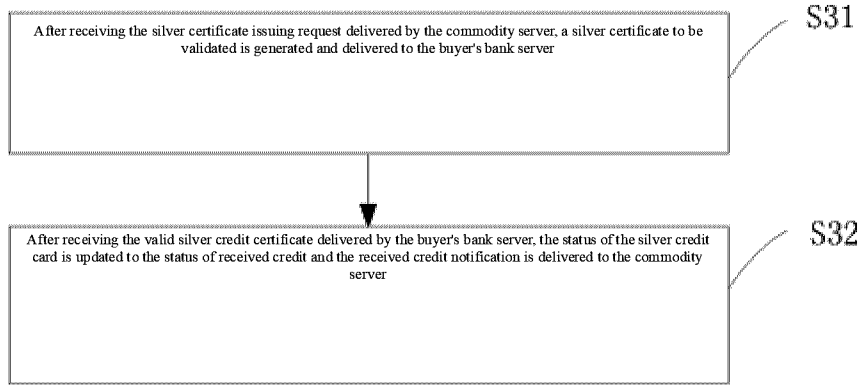 S31
After receiving the silver certificate issuing request delivered by the commodity server, a silver certificate to be
validated is generated and delivered to the buyer's bank server
S32
After receiving the valid silver credit certificate delivered by the buyer's bank server, the status of the silver credit
card is updated to the status of received credit and the received credit notification is delivered to the commodity
server